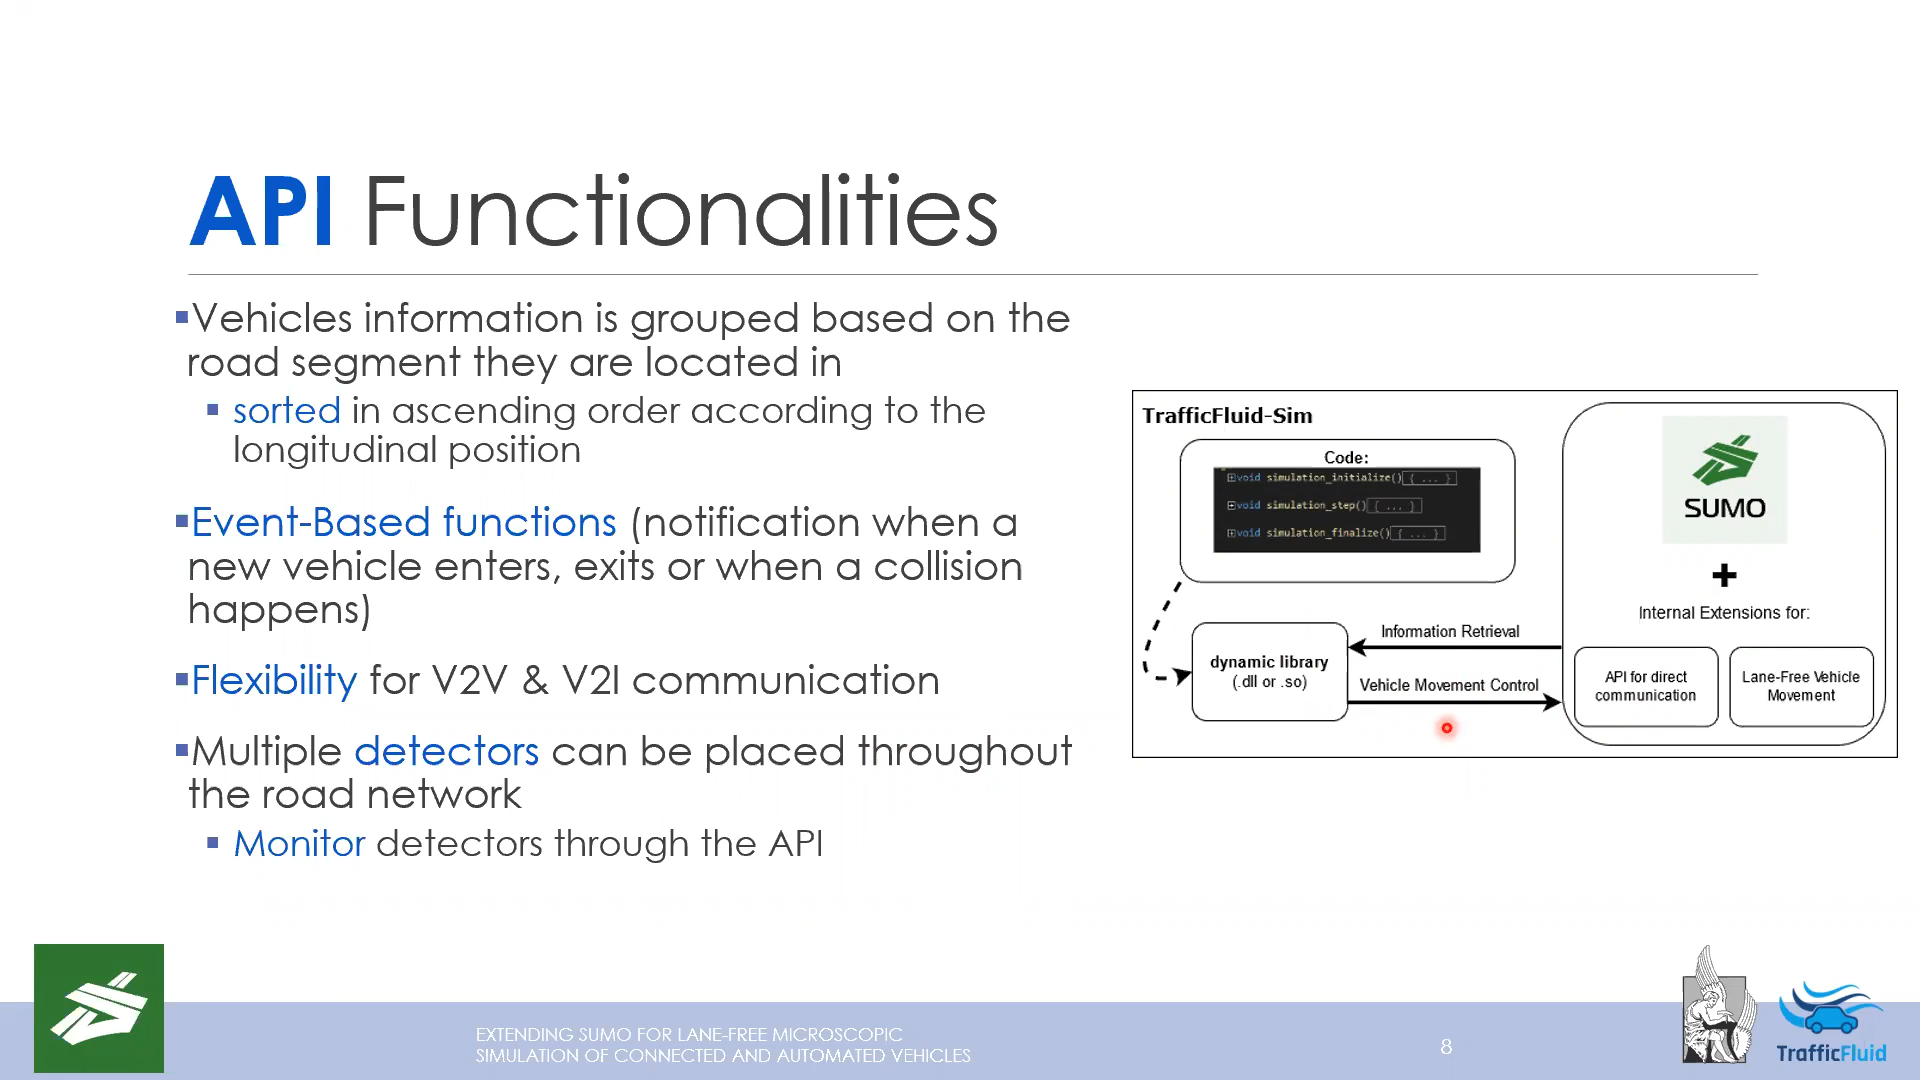 API Functionalities
▪Vehicles information is grouped based on the
road segment they are located in
▪ sorted in ascending order according to the
longitudinal position
▪Event-Based functions (notification when a
new vehicle enters, exits or when a collision
happens)
▪Flexibility for V2V & V2I communication
▪Multiple detectors can be placed throughout
the road network
▪ Monitor detectors through the API
TrafficFluid-Sim
Code:
void simulation_initialize(){ ... }
void simulation_step(){ ... }
void simulation_finalize(){ ... }
dynamic library
(.dll or .so)
Information Retrieval
Vehicle Movement Control
SUMO
+
Internal Extensions for:
API for direct
communication
Lane-Free Vehicle
Movement
EXTENDING SUMO FOR LANE-FREE MICROSCOPIC
SIMULATION OF CONNECTED AND AUTOMATED VEHICLES
8
TrafficFluid